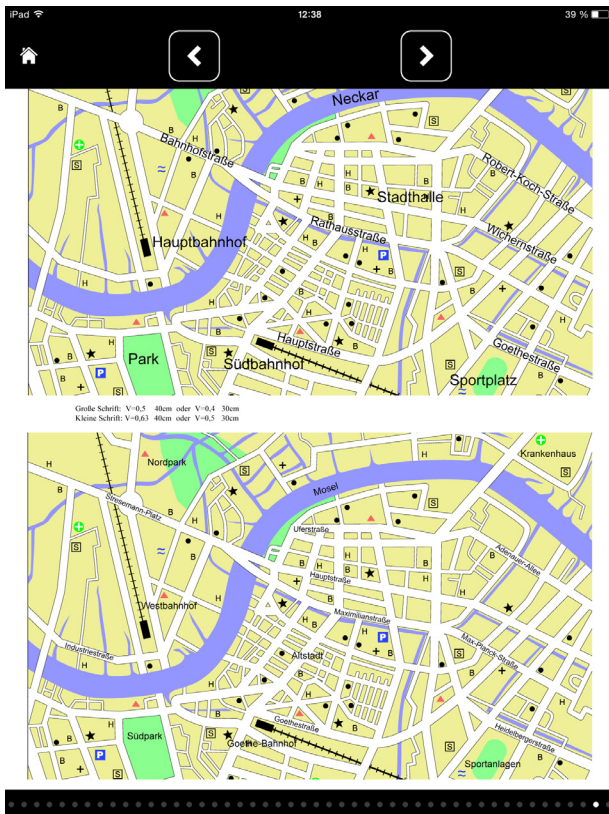 iPad 12:38 39 %
Neckar
Bahnhofstraße
Robert-Koch-Straße
Stadthalle
Rathausstraße
Wichernstraße
Hauptbahnhof
Hauptstraße
Goethestraße
Park
Südbahnhof
Sportplatz
Große Schrift: V=0,5 40cm oder V=0,4 30cm
Kleine Schrift: V=0,63 40cm oder V=0,5 30cm
Krankenhaus
Nordpark
Mosel
Stresemann-Platz
Uferstraße
Adenauer-Allee
Hauptstraße
Westbahnhof
Maximilianstraße
Max-Planck-Straße
Industriestraße
Altstadt
Goethestraße
Heidelbergerstraße
Südpark
Goethe-Bahnhof
Sportanlagen